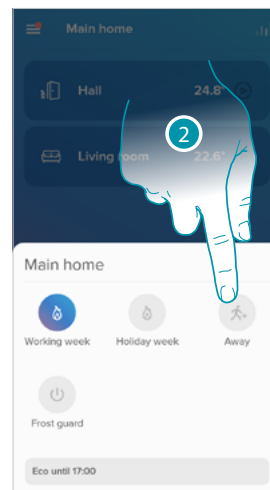 Main home
Hall 24.8°
2
Living room 22.6°
Main home
Working week Holiday week Away
Frost guard
Eco until 17:00